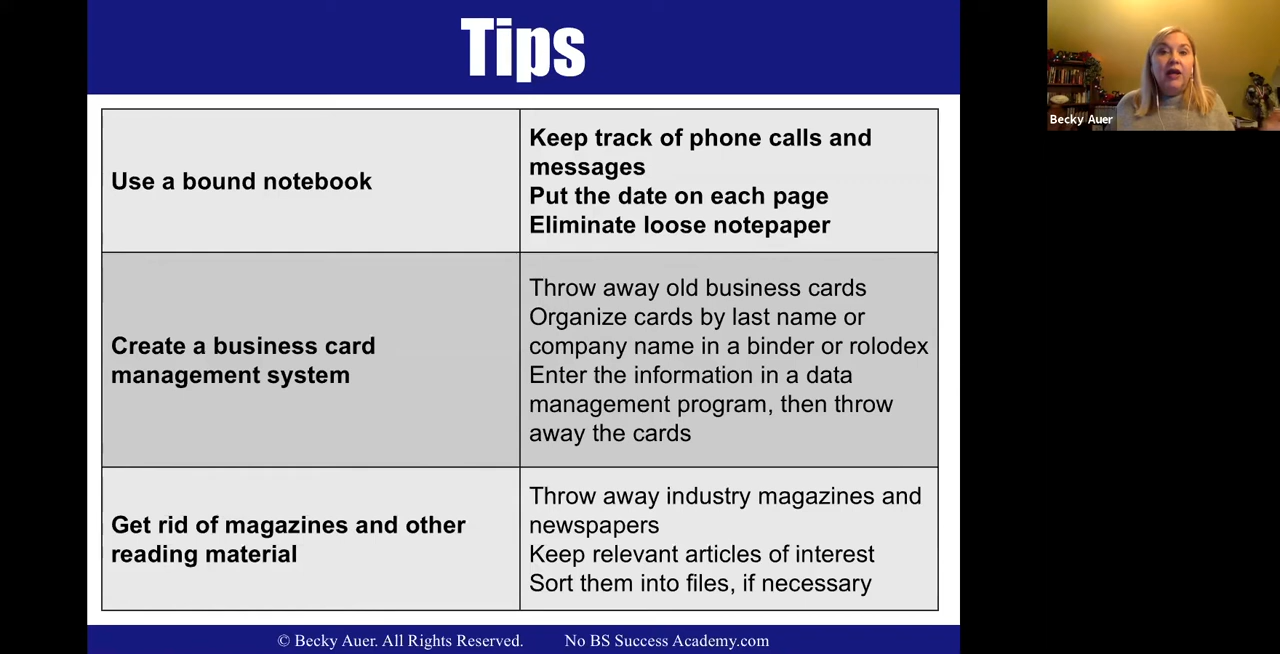 Tips
Use a bound notebook
Keep track of phone calls and
messages
Put the date on each page
Eliminate loose notepaper
Create a business card
management system
Throw away old business cards
Organize cards by last name or
company name in a binder or rolodex
Enter the information in a data
management program, then throw
away the cards
Get rid of magazines and other
reading material
Throw away industry magazines and
newspapers
Keep relevant articles of interest
Sort them into files, if necessary
© Becky Auer. All Rights Reserved. No BS Success Academy.com
Becky Auer